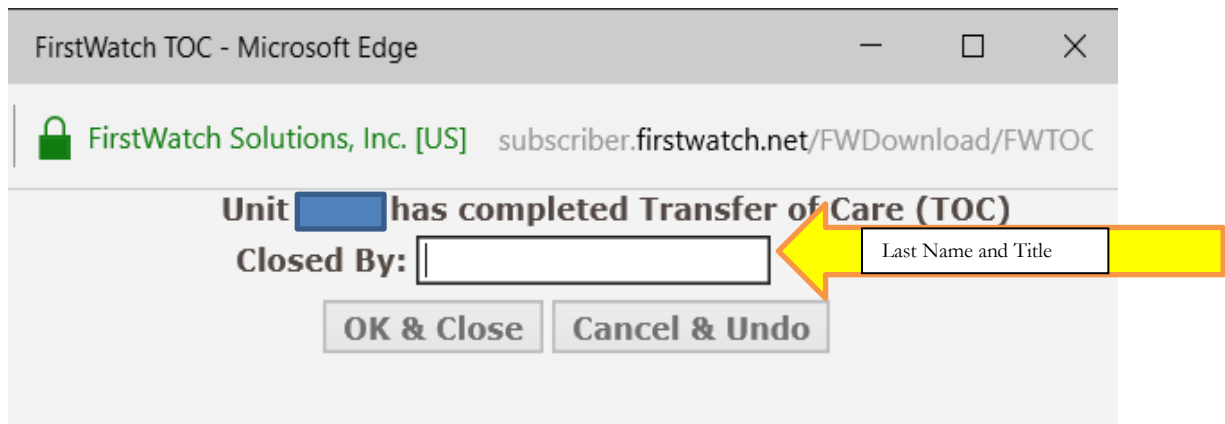 FirstWatch TOC - Microsoft Edge
FirstWatch Solutions, Inc. [US] subscriber.firstwatch.net/FWDownload/FWTOC
Unit has completed Transfer of Care (TOC)
Closed By:
Last Name and Title
OK & Close Cancel & Undo